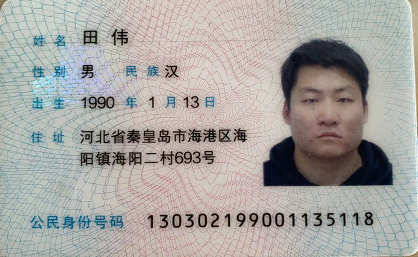 姓名 田伟
性别 男 民族 汉
出生 1990 年 1 月 13 日
住址 河北省秦皇岛市海港区海
阳镇海阳二村693号
公民身份号码 130302199001135118